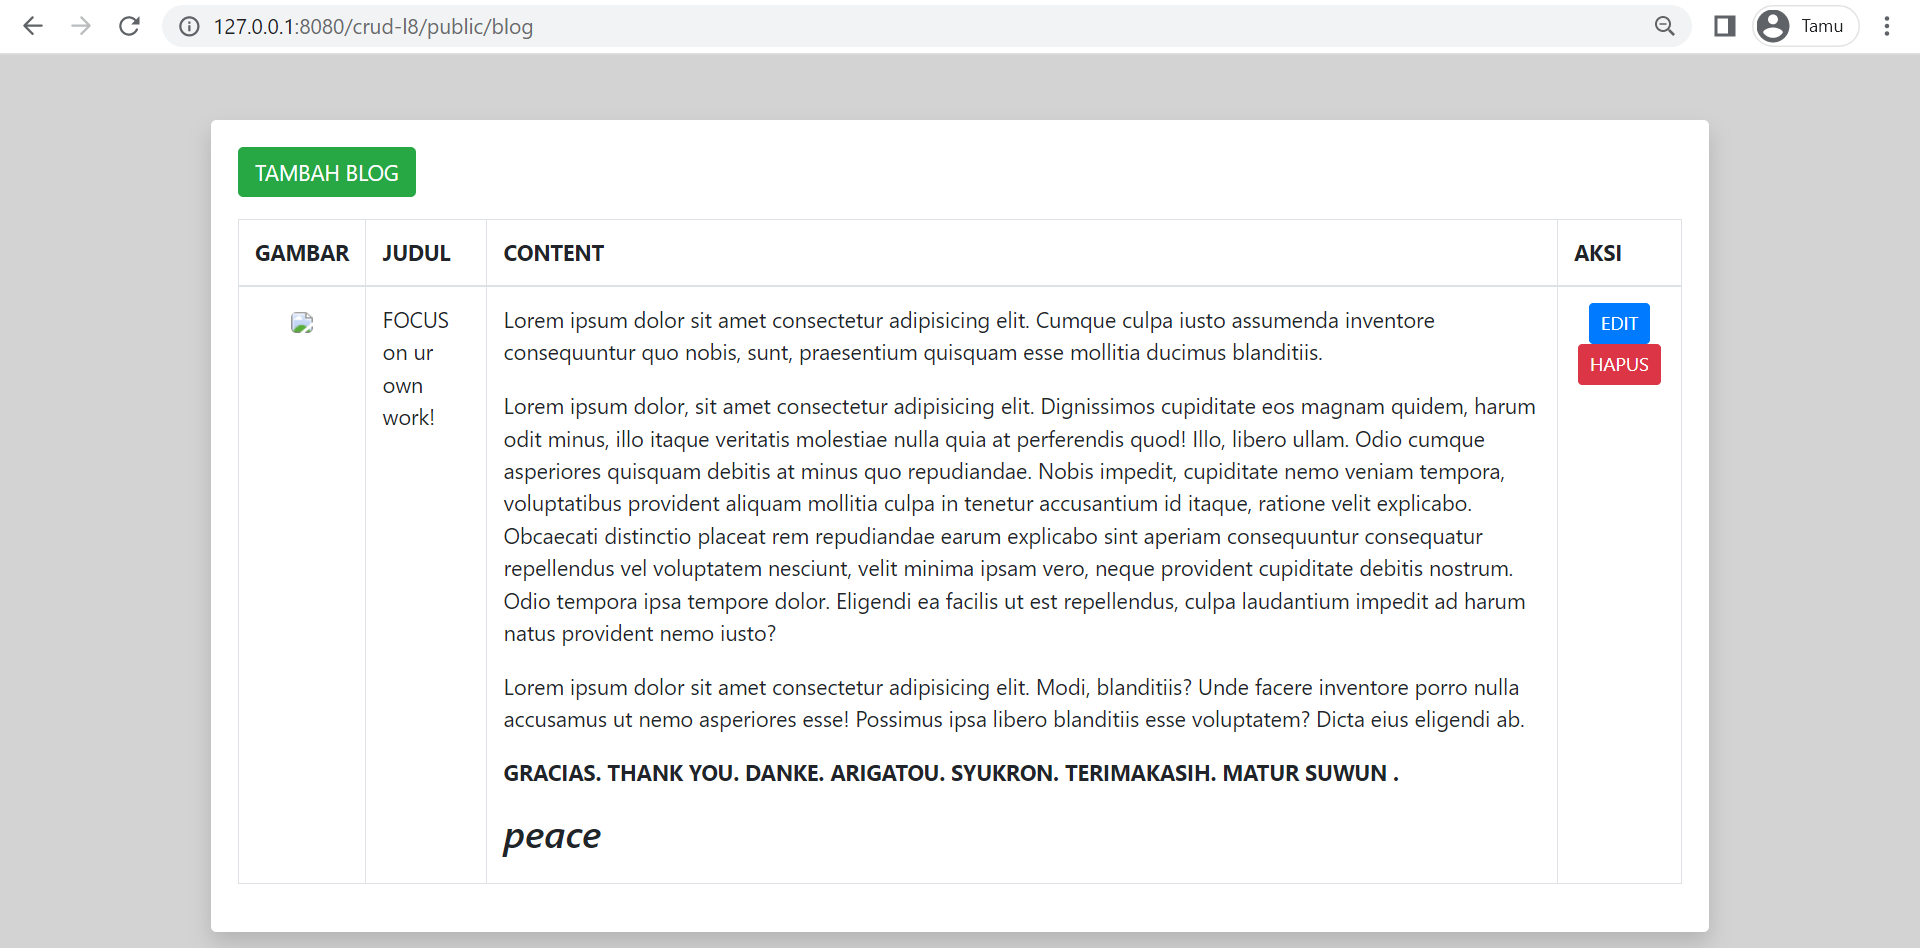 127.0.0.1:8080/crud-l8/public/blog
Tamu
TAMBAH BLOG
GAMBAR JUDUL CONTENT AKSI
FOCUS
on ur
own
work!
Lorem ipsum dolor sit amet consectetur adipisicing elit. Cumque culpa iusto assumenda inventore
consequuntur quo nobis, sunt, praesentium quisquam esse mollitia ducimus blanditiis.
Lorem ipsum dolor, sit amet consectetur adipisicing elit. Dignissimos cupiditate eos magnam quidem, harum
odit minus, illo itaque veritatis molestiae nulla quia at perferendis quod! Illo, libero ullam. Odio cumque
asperiores quisquam debitis at minus quo repudiandae. Nobis impedit, cupiditate nemo veniam tempora,
voluptatibus provident aliquam mollitia culpa in tenetur accusantium id itaque, ratione velit explicabo.
Obcaecati distinctio placeat rem repudiandae earum explicabo sint aperiam consequuntur consequatur
repellendus vel voluptatem nesciunt, velit minima ipsam vero, neque provident cupiditate debitis nostrum.
Odio tempora ipsa tempore dolor. Eligendi ea facilis ut est repellendus, culpa laudantium impedit ad harum
natus provident nemo iusto?
Lorem ipsum dolor sit amet consectetur adipisicing elit. Modi, blanditiis? Unde facere inventore porro nulla
accusamus ut nemo asperiores esse! Possimus ipsa libero blanditiis esse voluptatem? Dicta eius eligendi ab.
GRACIAS. THANK YOU. DANKE. ARIGATOU. SYUKRON. TERIMAKASIH. MATUR SUWUN .
peace
EDIT
HAPUS